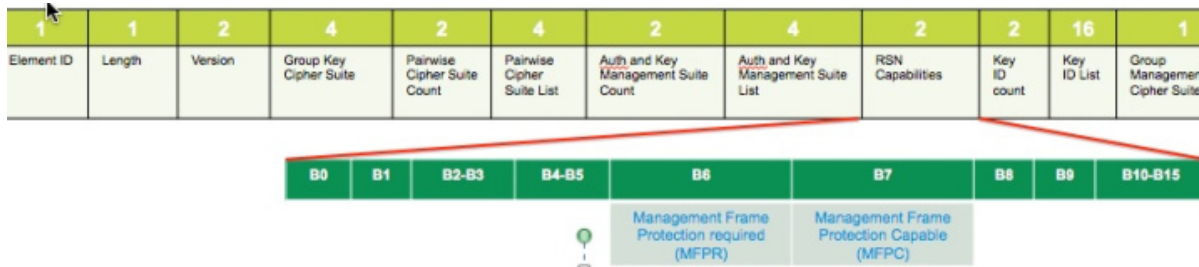 1 1 2 4 2 4 2 4 2 2 16 1
Element ID Length Version Group Key Pairwise Pairwise Auth and Key Auth and Key RSN Key Key Group
Cipher Suite Cipher Suite Cipher Management Suite Management Suite Capabilities ID ID List Managemen
Count Suite List Count List count Cipher Suite
B0 B1 B2-B3 B4-B5 B6 B7 B8 B9 B10-B15
Management Frame Management Frame
Protection required Protection Capable
(MFPR) (MFPC)